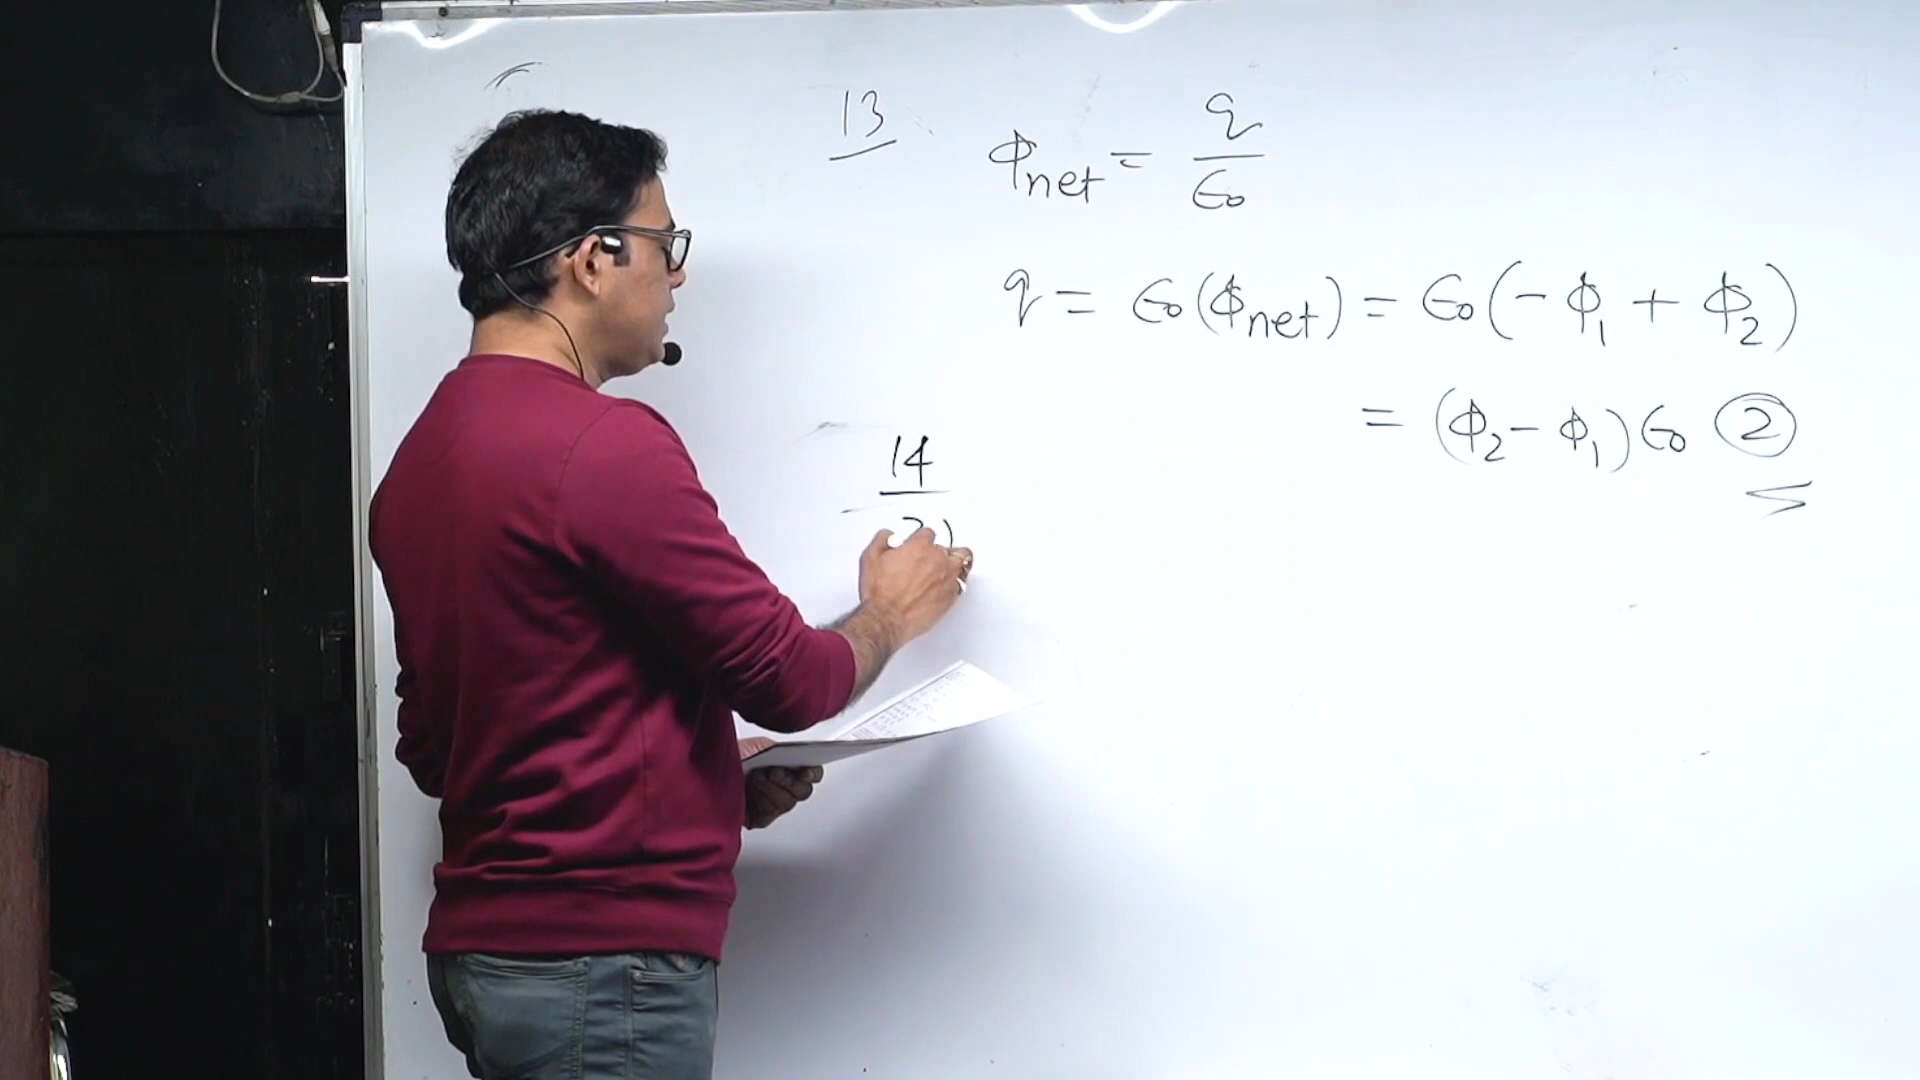 13
ϕnet = q/ϵ₀
q = ϵ₀(ϕnet) = ϵ₀(-ϕ₁ + ϕ₂)
= (ϕ₂ - ϕ₁)ϵ₀ ②
14